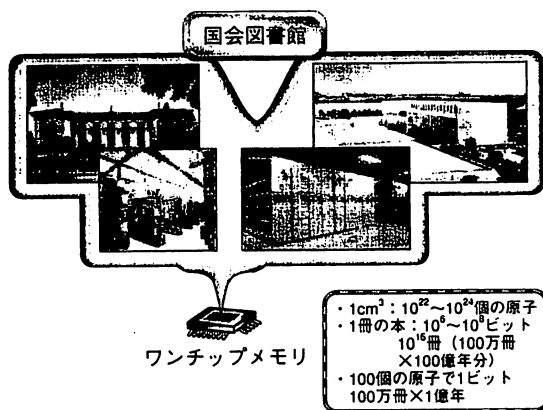 国会図書館
ワンチップメモリ
・1cm³：10²²～10²⁴個の原子
・1冊の本：10⁶～10⁸ビット
10¹⁶冊（100万冊
×100億年分）
・100個の原子で1ビット
100万冊×1億年